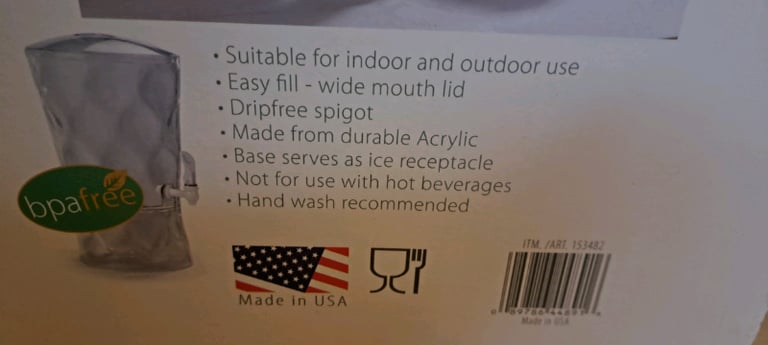 • Suitable for indoor and outdoor use
• Easy fill - wide mouth lid
• Dripfree spigot
• Made from durable Acrylic
• Base serves as ice receptacle
• Not for use with hot beverages
• Hand wash recommended
bpafree
Made in USA
ITM. /ART. 153482
Made in USA